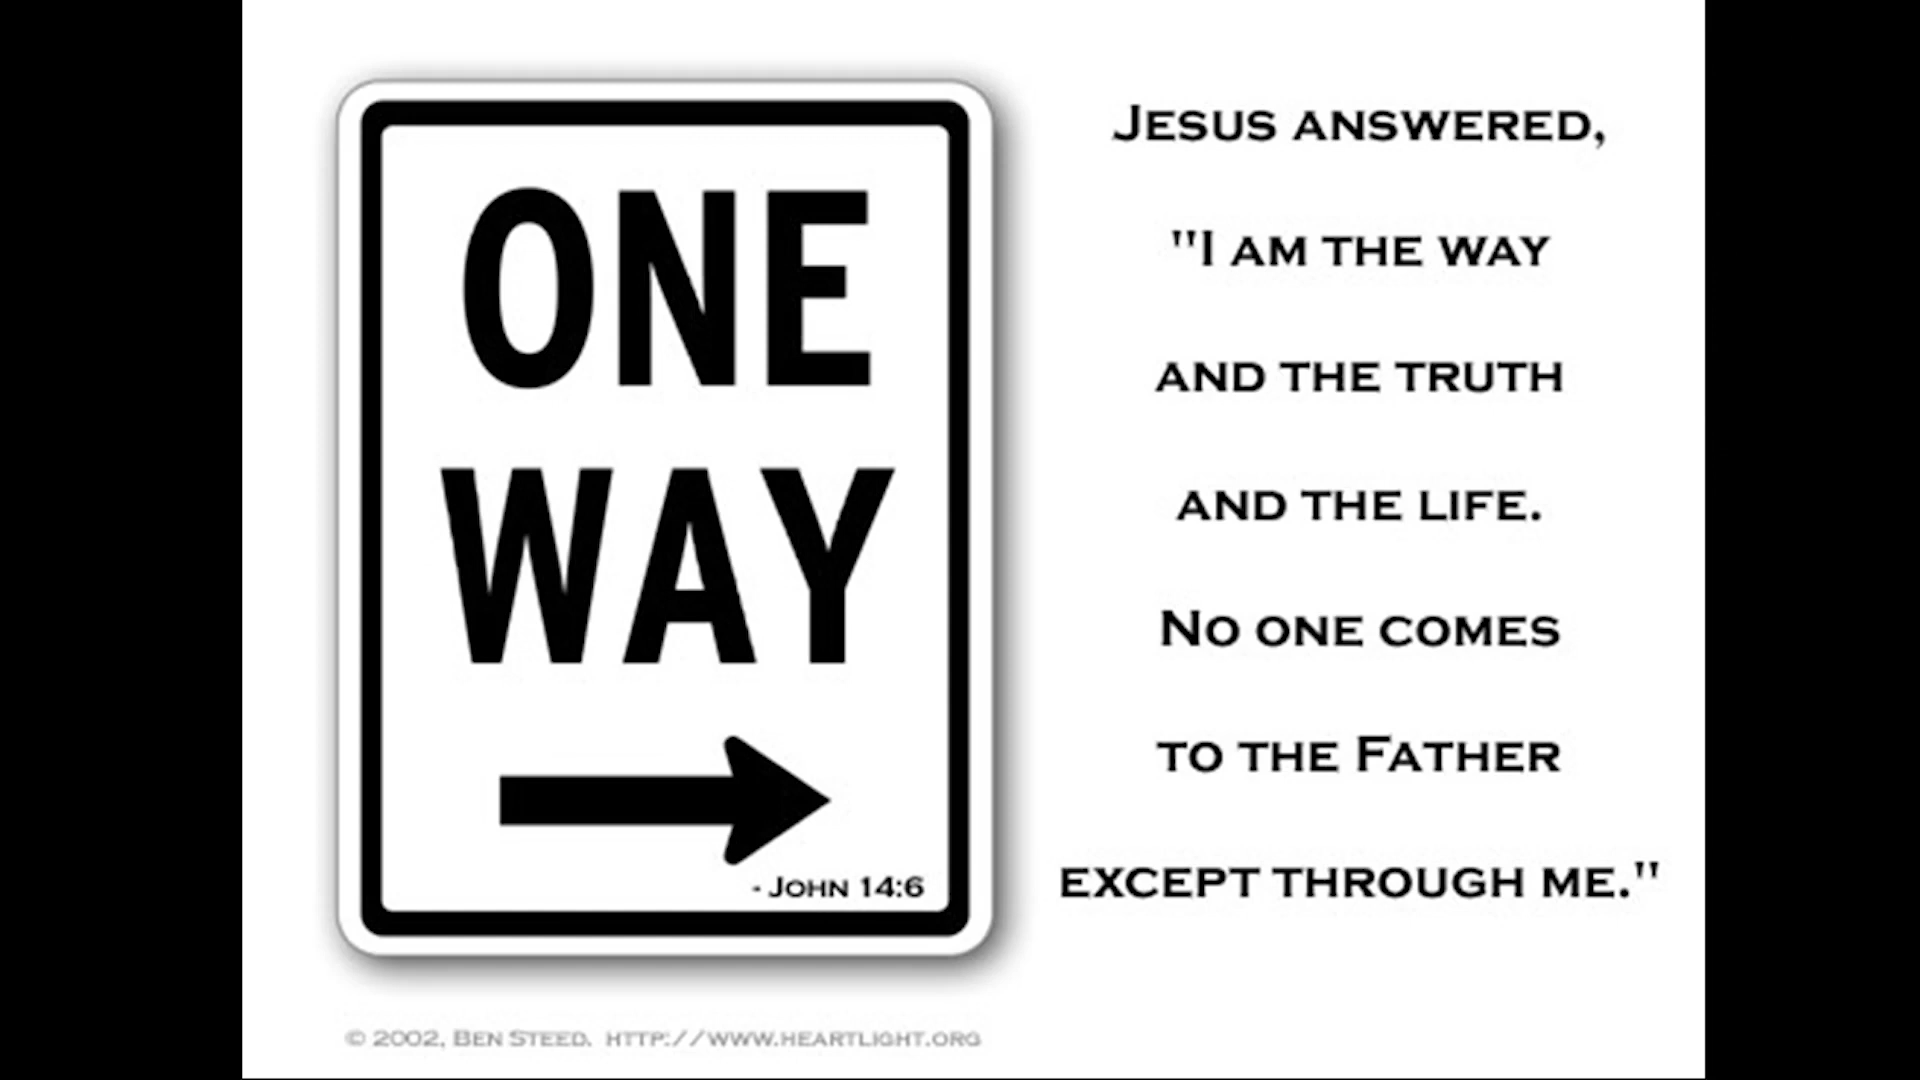 ONE
WAY
- John 14:6
Jesus answered,
"I am the way
and the truth
and the life.
No one comes
to the Father
except through me."
© 2002, Ben Steed. http://www.heartlight.org